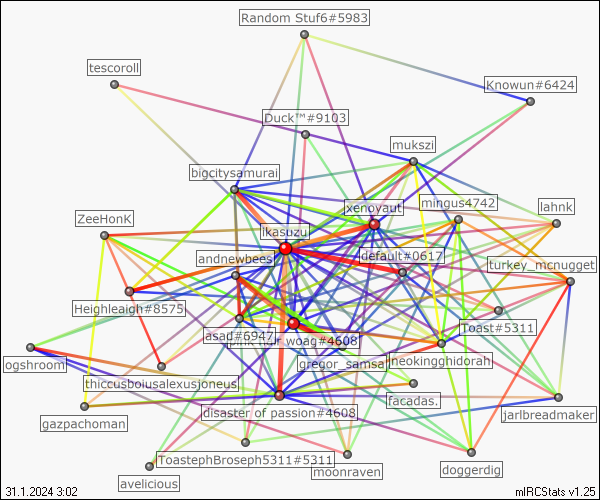 Random Stuf6#5983
tescoroll
Knowun#6424
Duck™#9103
mukszi
bigcitysamurai
xenoyaut
mingus4742
lahnk
ZeeHonK
ikasuzu
default#0617
andnewbees
turkey_mcnugget
Heighleaigh#8575
Toast#5311
asad#6947
woag#4608
ogshroom
gregor_samsa
neokingghidorah
thiccusboiusalexusjoneus
facadas.
gazpachoman
disaster of passion#4608
jarlbreadmaker
ToastephBroseph5311#5311
moonraven
doggerdig
avelicious
31.1.2024 3:02
mIRCStats v1.25